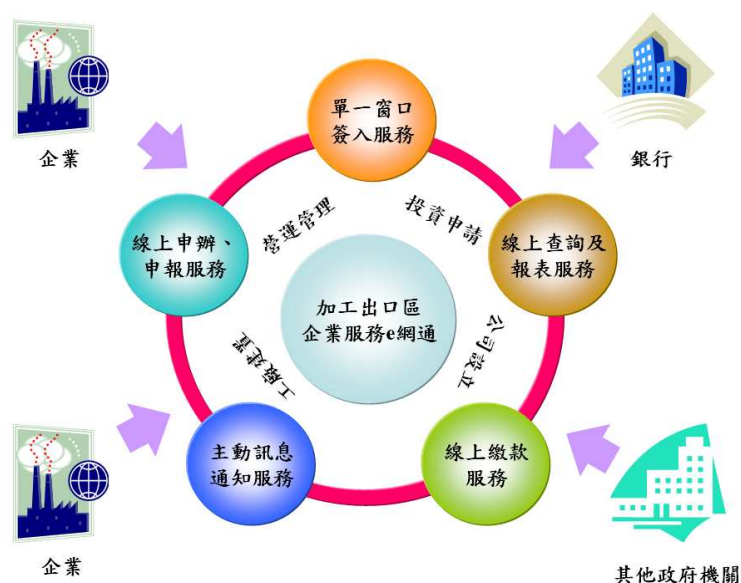 單一窗口
簽入服務
企業
銀行
營運管理
投資申請
線上申辦、
申報服務
線上查詢及
報表服務
加工出口區
企業服務e網通
工廠建置
公司設立
主動訊息
通知服務
線上繳款
服務
企業
其他政府機關